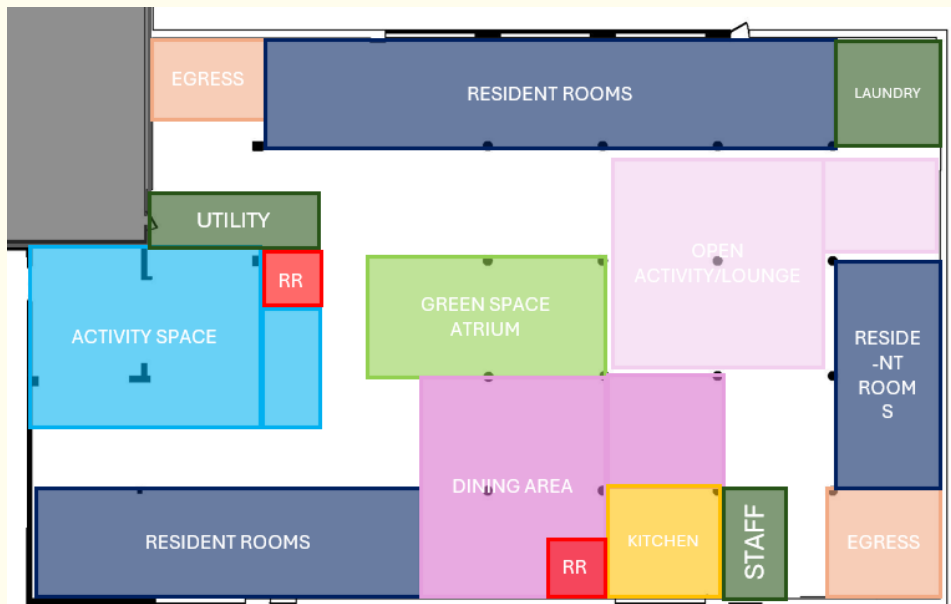 EGRESS
RESIDENT ROOMS
LAUNDRY
UTILITY
RR
OPEN
ACTIVITY/LOUNGE
GREEN SPACE
ATRIUM
ACTIVITY SPACE
RESIDE
-NT
ROOM
S
DINING AREA
RESIDENT ROOMS
RR
KITCHEN
STAFF
EGRESS